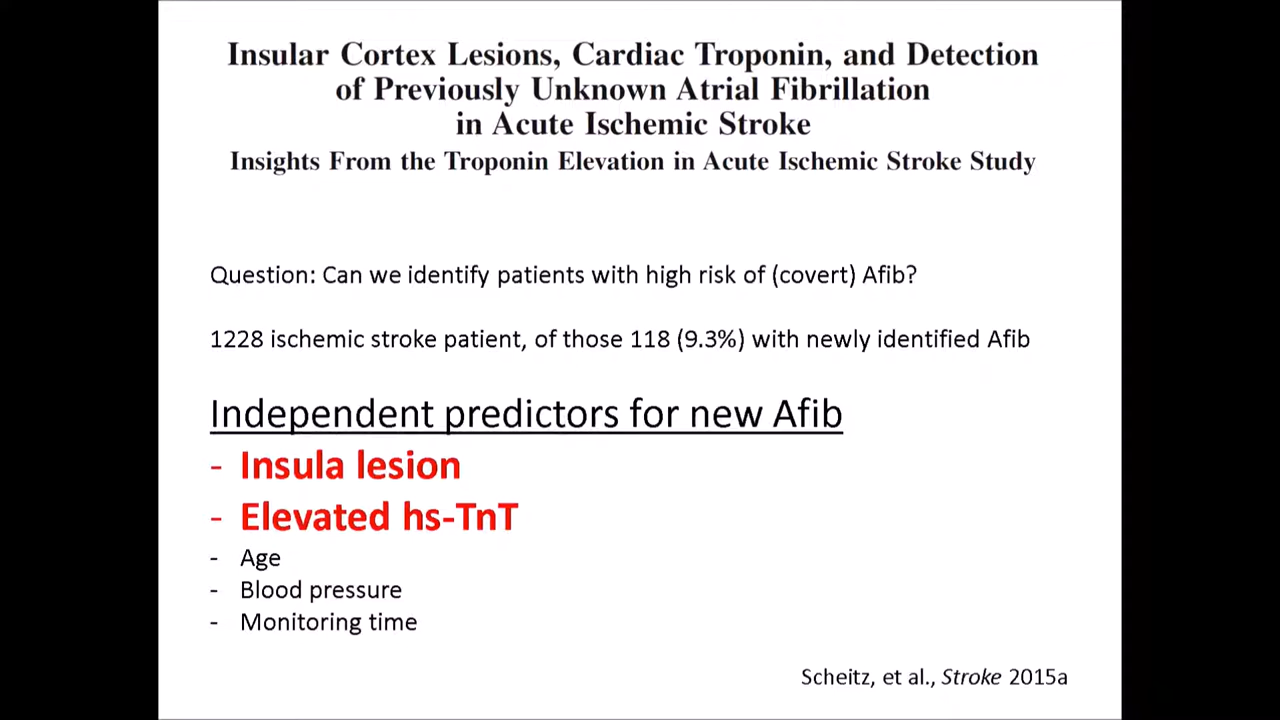 Insular Cortex Lesions, Cardiac Troponin, and Detection
of Previously Unknown Atrial Fibrillation
in Acute Ischemic Stroke
Insights From the Troponin Elevation in Acute Ischemic Stroke Study
Question: Can we identify patients with high risk of (covert) Afib?
1228 ischemic stroke patient, of those 118 (9.3%) with newly identified Afib
Independent predictors for new Afib
- Insula lesion
- Elevated hs-TnT
- Age
- Blood pressure
- Monitoring time
Scheitz, et al., Stroke 2015a